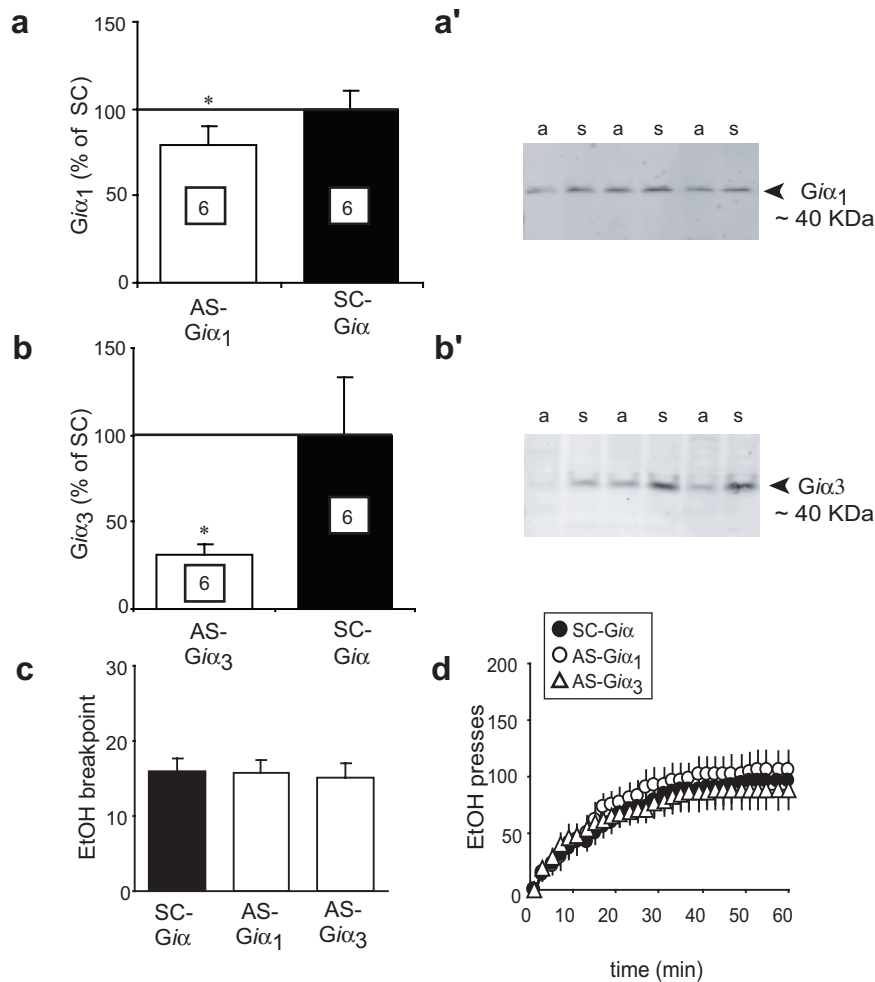 a
150
100
50
0
Giα1 (% of SC)
*
6
6
AS-
Giα1
SC-
Giα
a'
a s a s a s
Giα1
~ 40 KDa
b
150
100
50
0
Giα3 (% of SC)
*
6
6
AS-
Giα3
SC-
Giα
b'
a s a s a s
Giα3
~ 40 KDa
c
30
20
10
0
EtOH breakpoint
SC-
Giα
AS-
Giα1
AS-
Giα3
d
SC-Giα
AS-Giα1
AS-Giα3
200
150
100
50
0
EtOH presses
0 10 20 30 40 50 60
time (min)